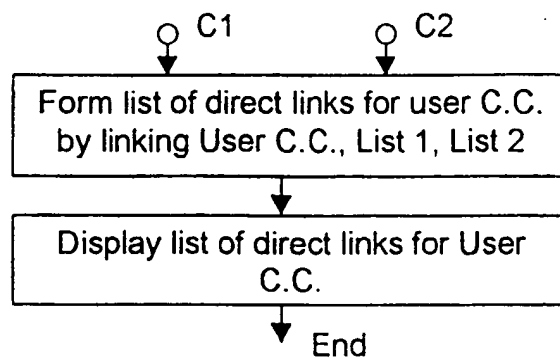 C1
C2
Form list of direct links for user C.C.
by linking User C.C., List 1, List 2
Display list of direct links for User
C.C.
End